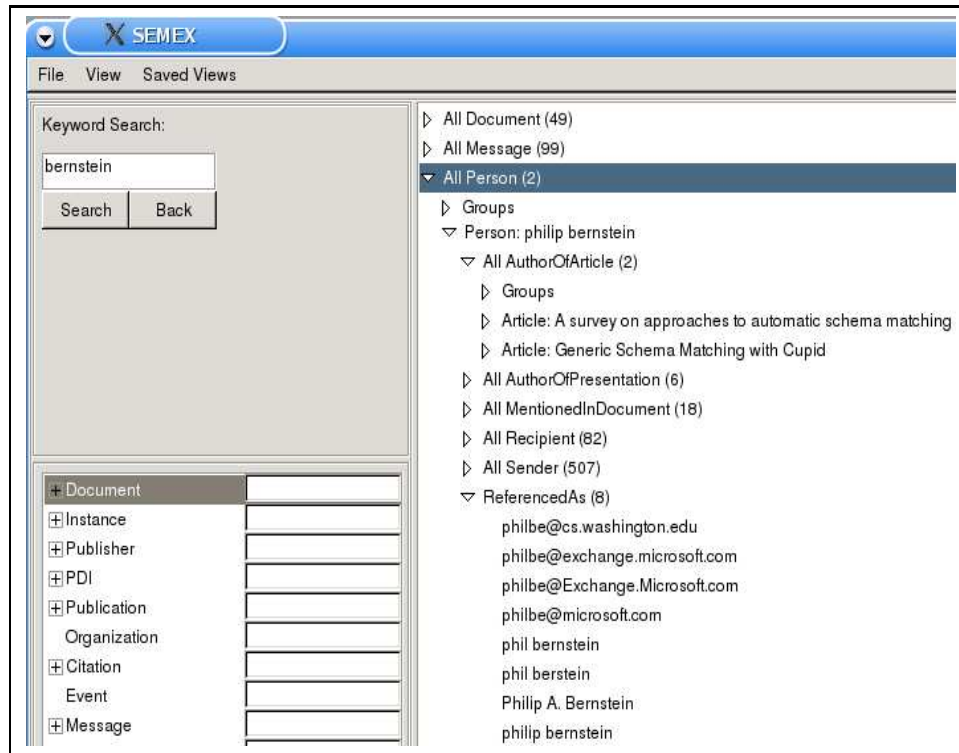 SEMEX
File View Saved Views
Keyword Search:
bernstein
Search Back
Document
Instance
Publisher
PDI
Publication
Organization
Citation
Event
Message
All Document (49)
All Message (99)
All Person (2)
Groups
Person: philip bernstein
All AuthorOfArticle (2)
Groups
Article: A survey on approaches to automatic schema matching
Article: Generic Schema Matching with Cupid
All AuthorOfPresentation (6)
All MentionedInDocument (18)
All Recipient (82)
All Sender (507)
ReferencedAs (8)
philbe@cs.washington.edu
philbe@exchange.microsoft.com
philbe@Exchange.Microsoft.com
philbe@microsoft.com
phil bernstein
phil berstein
Philip A. Bernstein
philip bernstein